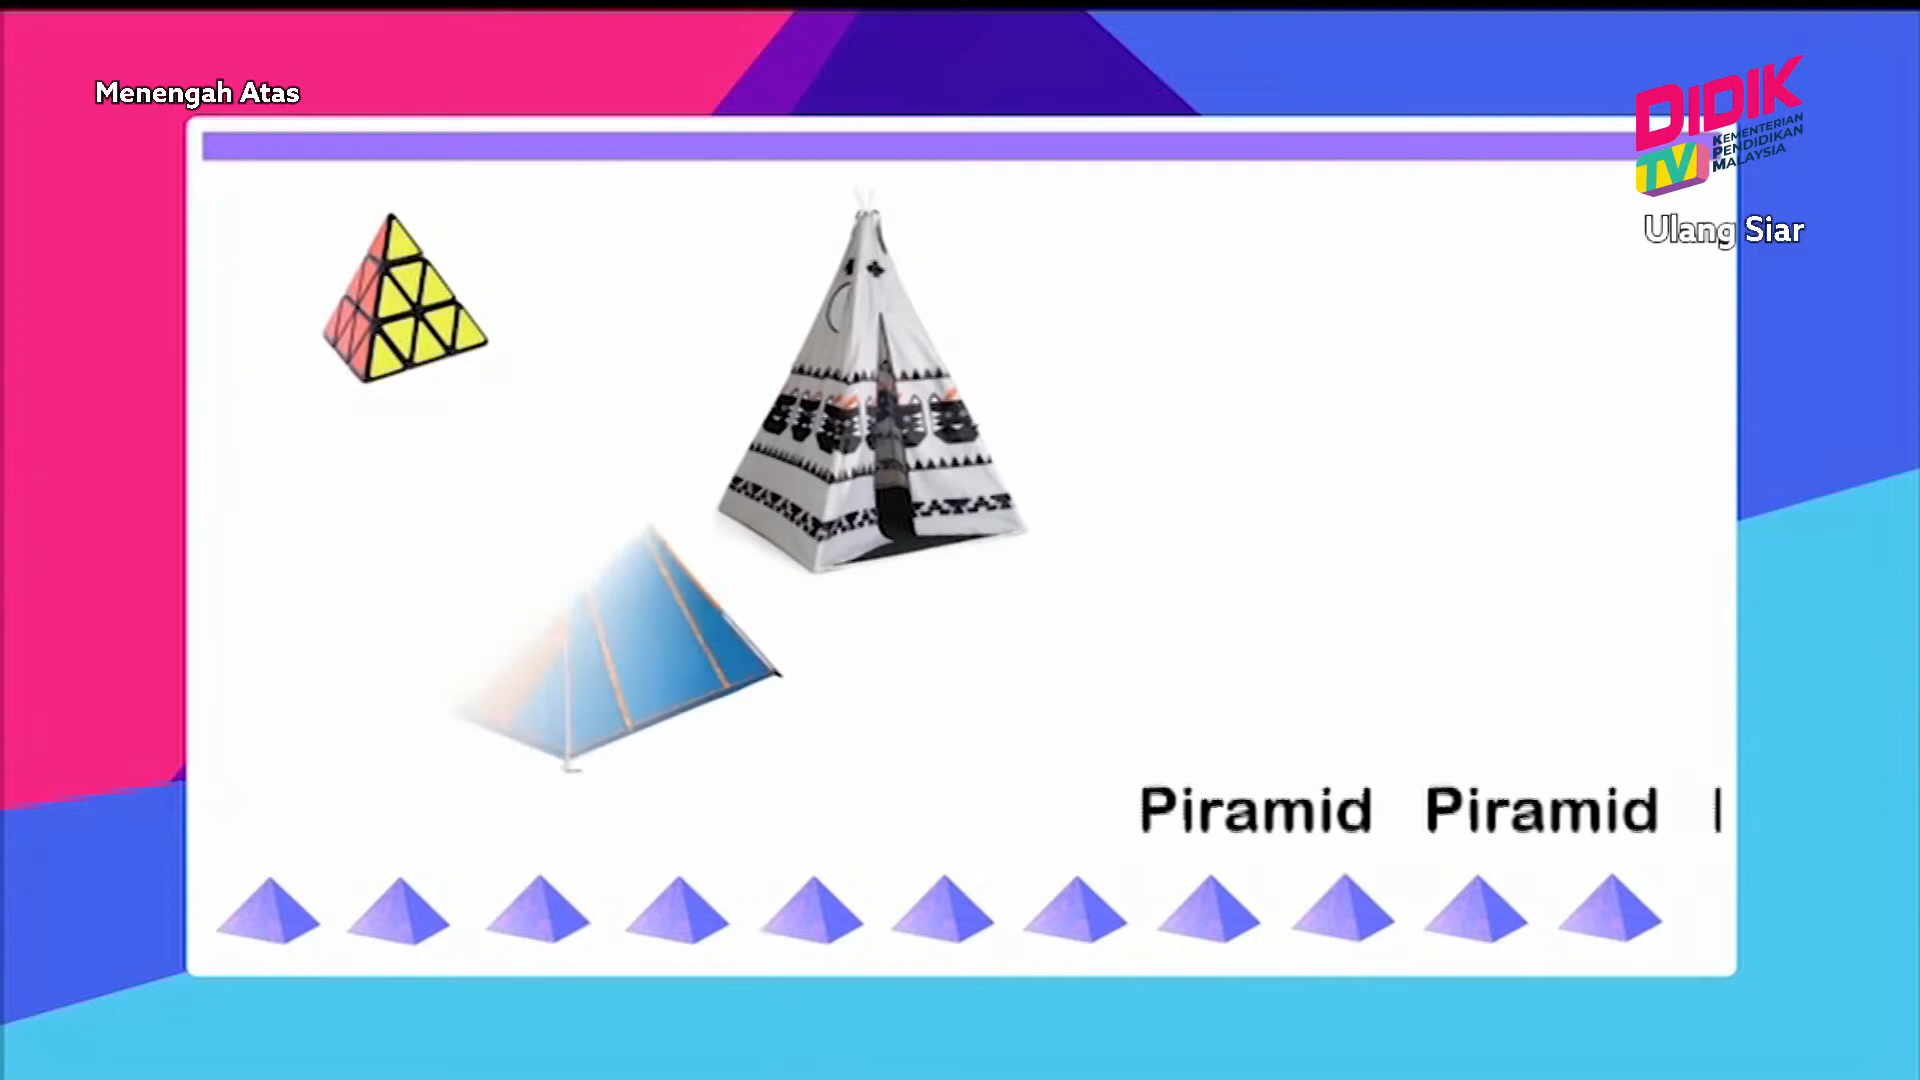 Menengah Atas
DIDIK
TV
KEMENTERIAN
PENDIDIKAN
MALAYSIA
Ulang Siar
Piramid Piramid